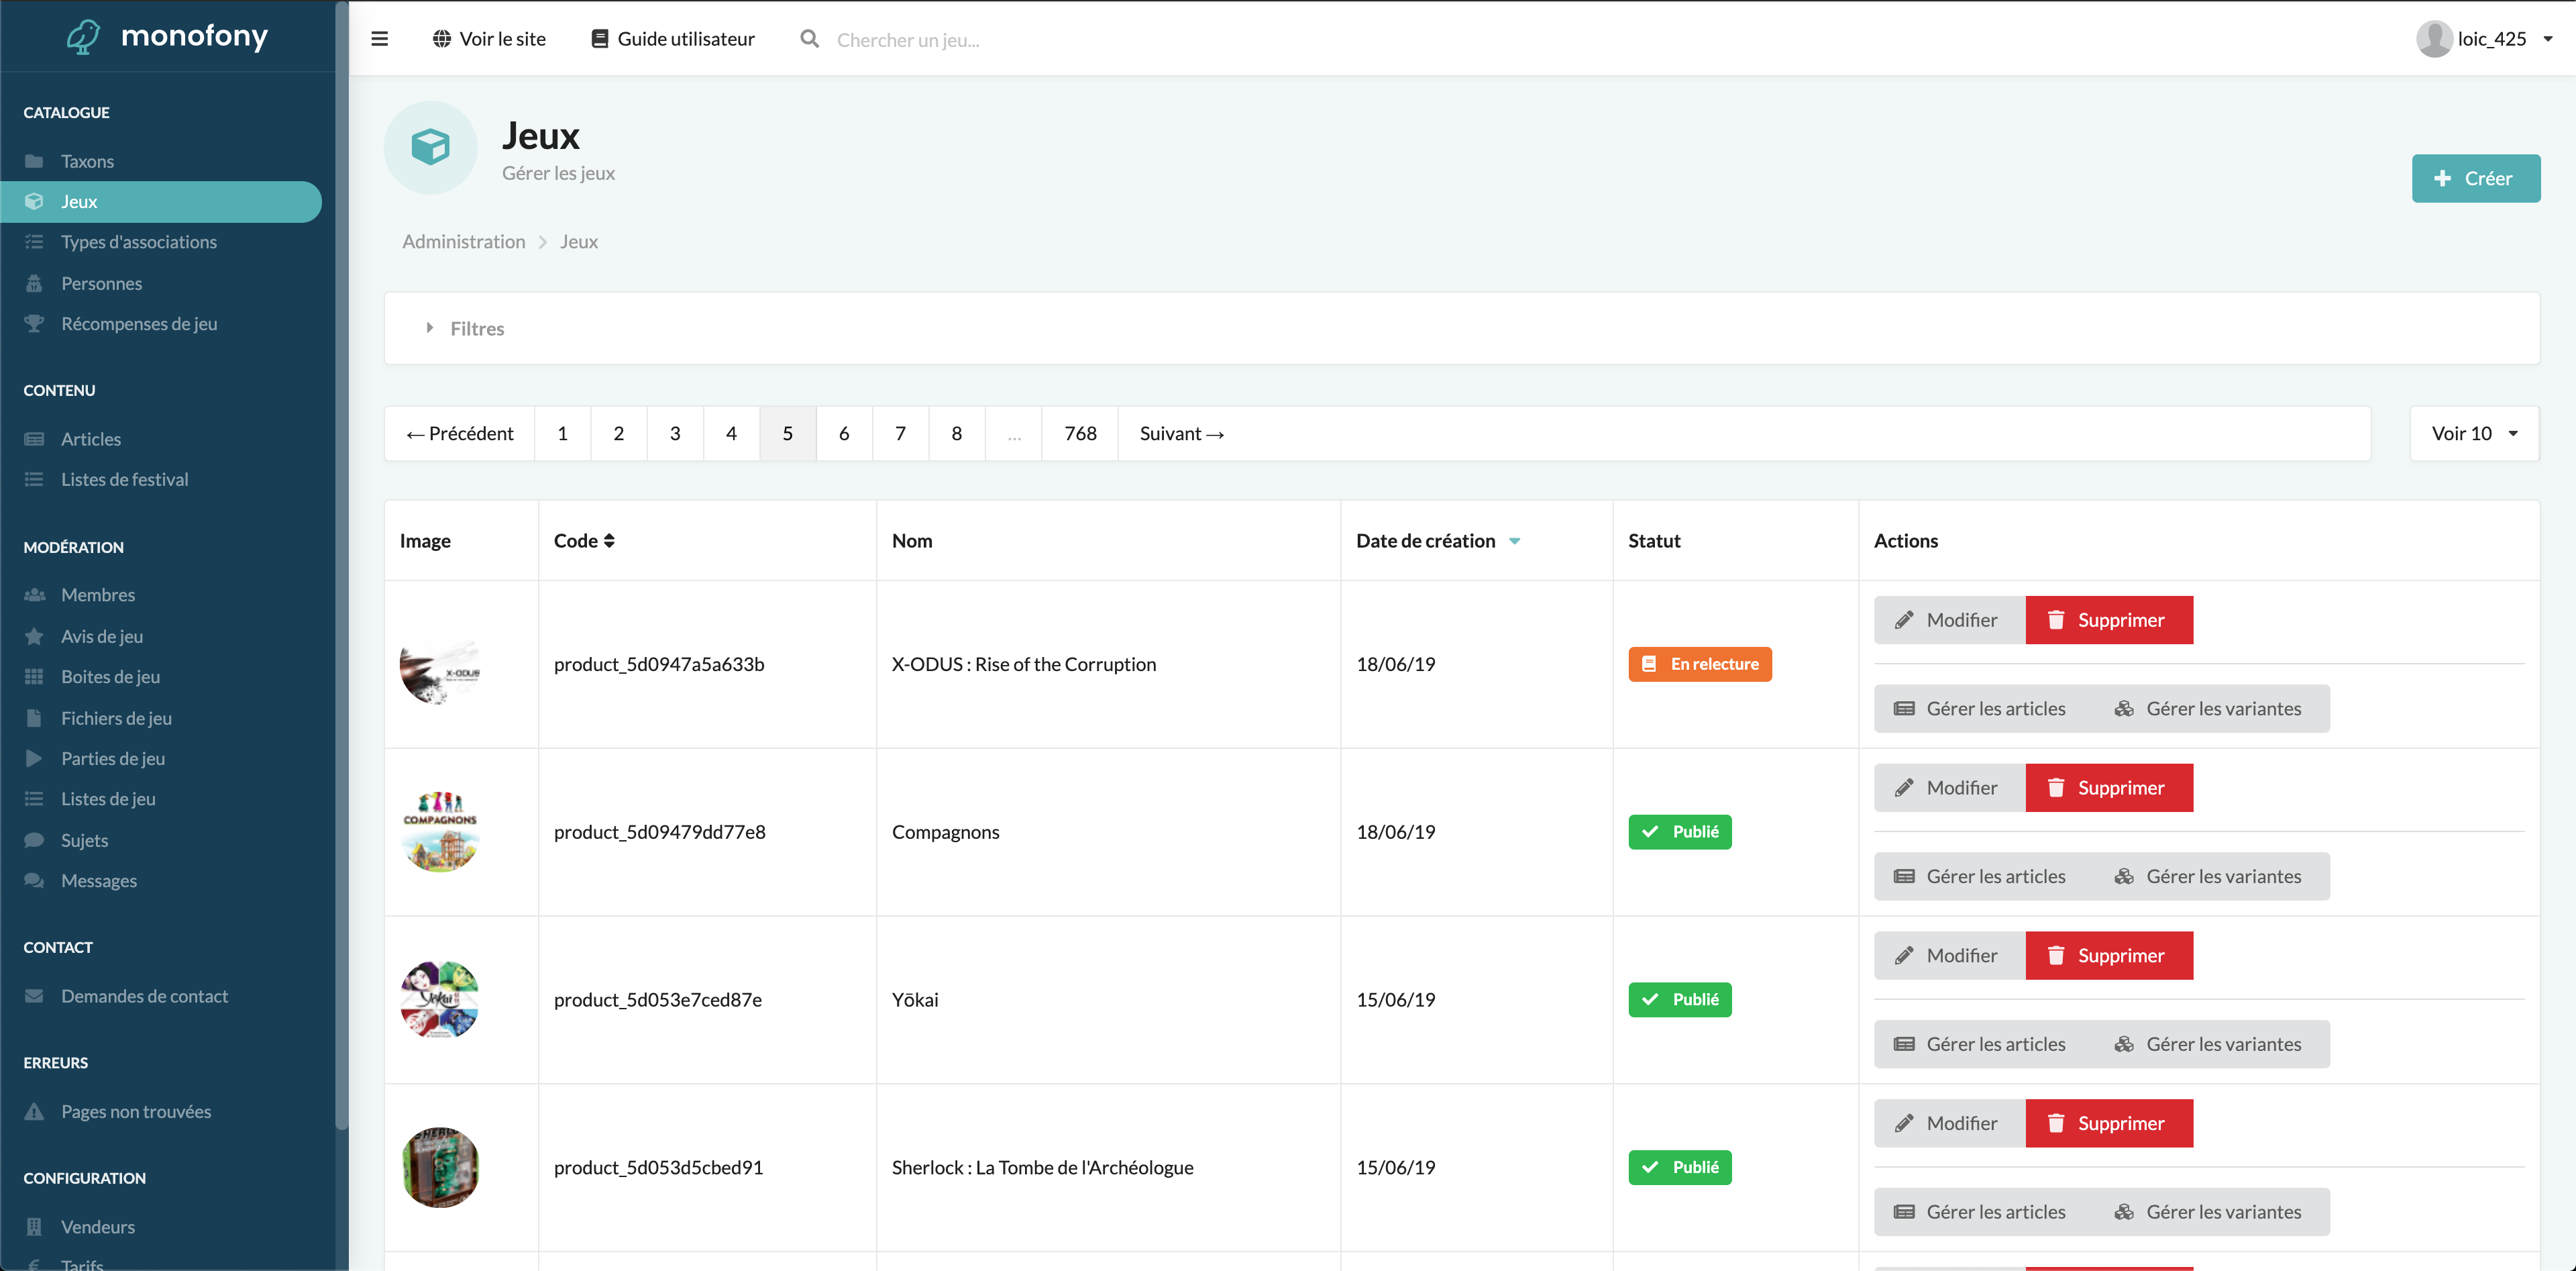 monofony
Voir le site
Guide utilisateur
Chercher un jeu...
loic_425
CATALOGUE
Taxons
Jeux
Types d'associations
Personnes
Récompenses de jeu
CONTENU
Articles
Listes de festival
MODÉRATION
Membres
Avis de jeu
Boites de jeu
Fichiers de jeu
Parties de jeu
Listes de jeu
Sujets
Messages
CONTACT
Demandes de contact
ERREURS
Pages non trouvées
CONFIGURATION
Vendeurs
Tarifs
Jeux
Gérer les jeux
Créer
Administration > Jeux
Filtres
← Précédent 1 2 3 4 5 6 7 8 ... 768 Suivant →
Voir 10
Image Code Nom Date de création Statut Actions
X-ODUS
product_5d0947a5a633b X-ODUS : Rise of the Corruption 18/06/19 En relecture
Modifier Supprimer
Gérer les articles Gérer les variantes
COMPAGNONS
product_5d09479dd77e8 Compagnons 18/06/19 Publié
Modifier Supprimer
Gérer les articles Gérer les variantes
Yōkai
product_5d053e7ced87e Yōkai 15/06/19 Publié
Modifier Supprimer
Gérer les articles Gérer les variantes
product_5d053d5cbed91 Sherlock : La Tombe de l'Archéologue 15/06/19 Publié
Modifier Supprimer
Gérer les articles Gérer les variantes